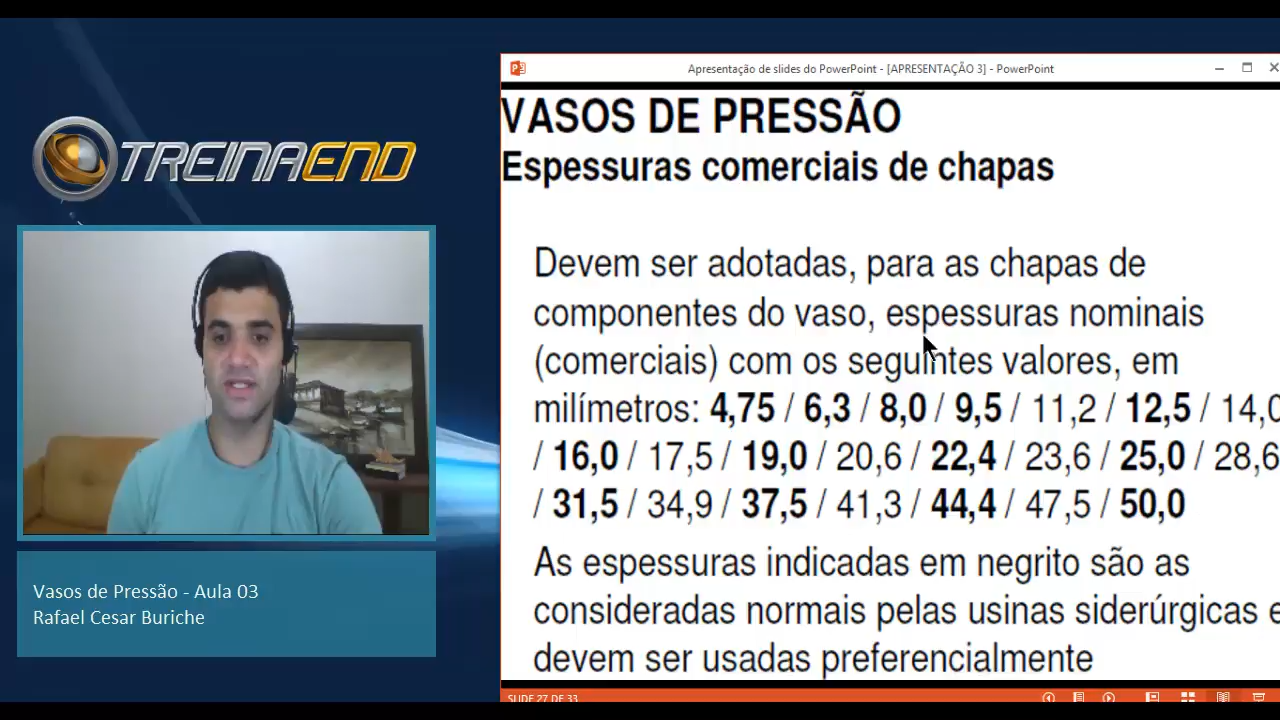 TREINAEND
Vasos de Pressão - Aula 03
Rafael Cesar Buriche
Apresentação de slides do PowerPoint - [APRESENTAÇÃO 3] - PowerPoint
VASOS DE PRESSÃO
Espessuras comerciais de chapas
Devem ser adotadas, para as chapas de
componentes do vaso, espessuras nominais
(comerciais) com os seguintes valores, em
milímetros: 4,75 / 6,3 / 8,0 / 9,5 / 11,2 / 12,5 / 14,0
/ 16,0 / 17,5 / 19,0 / 20,6 / 22,4 / 23,6 / 25,0 / 28,6
/ 31,5 / 34,9 / 37,5 / 41,3 / 44,4 / 47,5 / 50,0
As espessuras indicadas em negrito são as
consideradas normais pelas usinas siderúrgicas e
devem ser usadas preferencialmente
SLIDE 27 DE 33